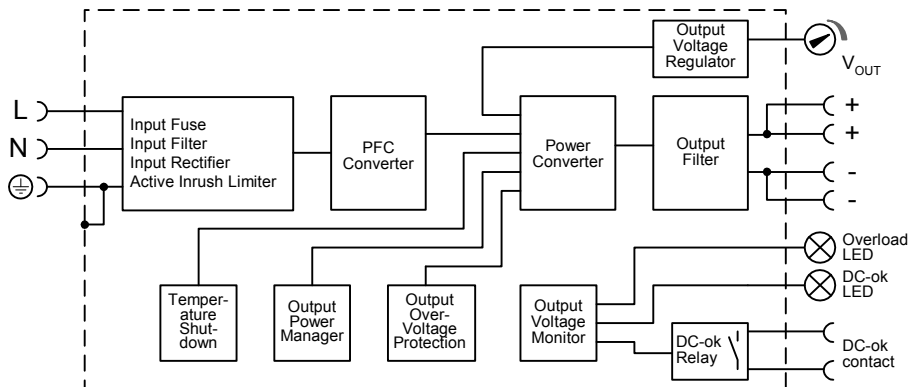 Output
Voltage
Regulator
V OUT
L
N
Input Fuse
Input Filter
Input Rectifier
Active Inrush Limiter
PFC
Converter
Power
Converter
Output
Filter
+
+
-
-
Temper-
ature
Shut-
down
Output
Power
Manager
Output
Over-
Voltage
Protection
Output
Voltage
Monitor
Overload
LED
DC-ok
LED
DC-ok
Relay
DC-ok
contact